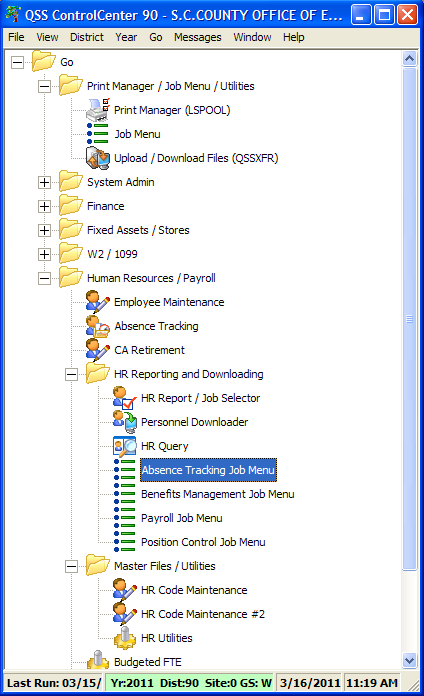 QSS ControlCenter 90 - S.C.COUNTY OFFICE OF E...
File View District Year Go Messages Window Help
Go
Print Manager / Job Menu / Utilities
Print Manager (LSPOOL)
Job Menu
Upload / Download Files (QSSXFR)
System Admin
Finance
Fixed Assets / Stores
W2 / 1099
Human Resources / Payroll
Employee Maintenance
Absence Tracking
CA Retirement
HR Reporting and Downloading
HR Report / Job Selector
Personnel Downloader
HR Query
Absence Tracking Job Menu
Benefits Management Job Menu
Payroll Job Menu
Position Control Job Menu
Master Files / Utilities
HR Code Maintenance
HR Code Maintenance #2
HR Utilities
Budgeted FTE
Last Run: 03/15/ Yr:2011 Dist:90 Site:0 GS: W 3/16/2011 11:19 AM